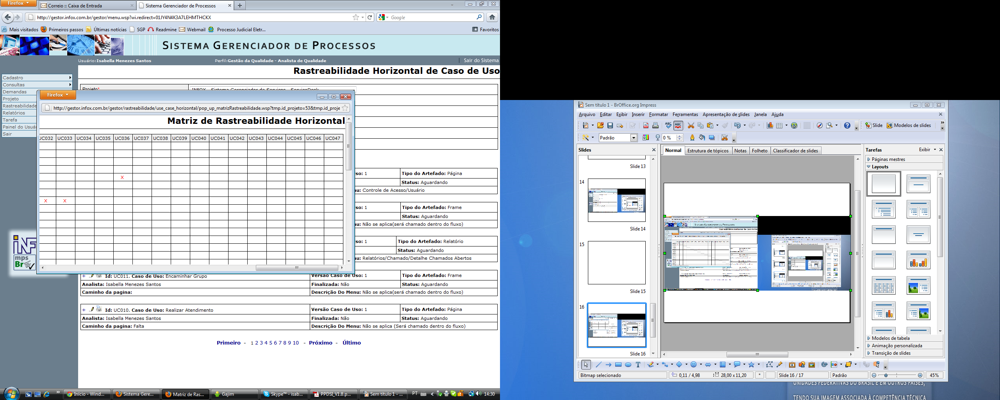 Firefox
Correio :: Caixa de Entrada
Sistema Gerenciador de Processos
http://gestor.infox.com.br/gestor/menu.wsp?wi.redirect=01JY4N4K3A7LEHMTHCKX
Google
Mais visitados Primeiros passos Últimas notícias SGP Readmine Webmail Processo Judicial Eletr... Favoritos
SISTEMA GERENCIADOR DE PROCESSOS
Usuário:Isabella Menezes Santos Perfil:Gestão da Qualidade - Analista de Qualidade | Sair do Sistema
Rastreabilidade Horizontal de Caso de Uso
Cadastro
Consultas
Demandas
Projeto
Rastreabilidade
Relatórios
Tarefa
Painel do Usuár
Sair
Projeto*
INFOX - Sistema Gerenciador de Serviços - ServiceDesk
Firefox
http://gestor.infox.com.br/gestor/rastreabilidade/use_case_horizontal/pop_up_matrizRastreabilidade.wsp?tmp.id_projeto=53&tmp.id_proje
Matriz de Rastreabilidade Horizontal
UC032 UC033 UC034 UC035 UC036 UC037 UC038 UC039 UC040 UC041 UC042 UC043 UC044 UC045 UC046 UC047
X
X X
iNF
mps
Br
so: 1 Tipo do Artefado: Página
Status: Aguardando
nu: Controle de Acesso/Usuário
so: 1 Tipo do Artefado: Frame
Status: Aguardando
nu: Não se aplica(será chamado dentro do fluxo)
so: 1 Tipo do Artefado: Relatório
Status: Aguardando
nu: Relatórios/Chamado/Detalhe Chamados Abertos
+ Id: UC011. Caso de Uso: Encaminhar Grupo Versão Caso de Uso: 1 Tipo do Artefado: Frame
Analista: Isabella Menezes Santos Finalizada: Não Status: Aguardando
Caminho da pagina: Descrição Do Menu: Não se aplica(será chamado dentro do fluxo)
+ Id: UC010. Caso de Uso: Realizar Atendimento Versão Caso de Uso: 1 Tipo do Artefado: Página
Analista: Isabella Menezes Santos Finalizada: Não Status: Aguardando
Caminho da pagina: Falta Descrição Do Menu: Não se aplica (Será chamado dentro do fluxo)
Primeiro - 1 2 3 4 5 6 7 8 9 10 - Próximo - Último
Início - Wind... Sistema Gere... Matriz de Ras... Gajim Skype™ - isab... PPDSI_V1.8.p... Sem título 1 - ... PT 14:30
Sem título 1 - BrOffice.org Impress
Arquivo Editar Exibir Inserir Formatar Ferramentas Apresentação de slides Janela Ajuda
Slide Modelos de slides
Padrão 0 %
Slides
Normal Estrutura de tópicos Notas Folheto Classificador de slides
Tarefas Exibir
Páginas mestres
Layouts
Slide 13
14
Slide 14
15
Slide 15
16
Slide 16
SISTEMA GERENCIADOR DE PROCESSOS
Modelos de tabela
Animação personalizada
Transição de slides
Bitmap selecionado 0,11 / 4,98 28,00 x 11,20 * Slide 16 / 17 Padrão 45%
UNIDADES FEDERATIVAS DO BRASIL E EM OUTROS PAÍSES,
TENDO SUA IMAGEM ASSOCIADA À COMPETÊNCIA TÉCNICA